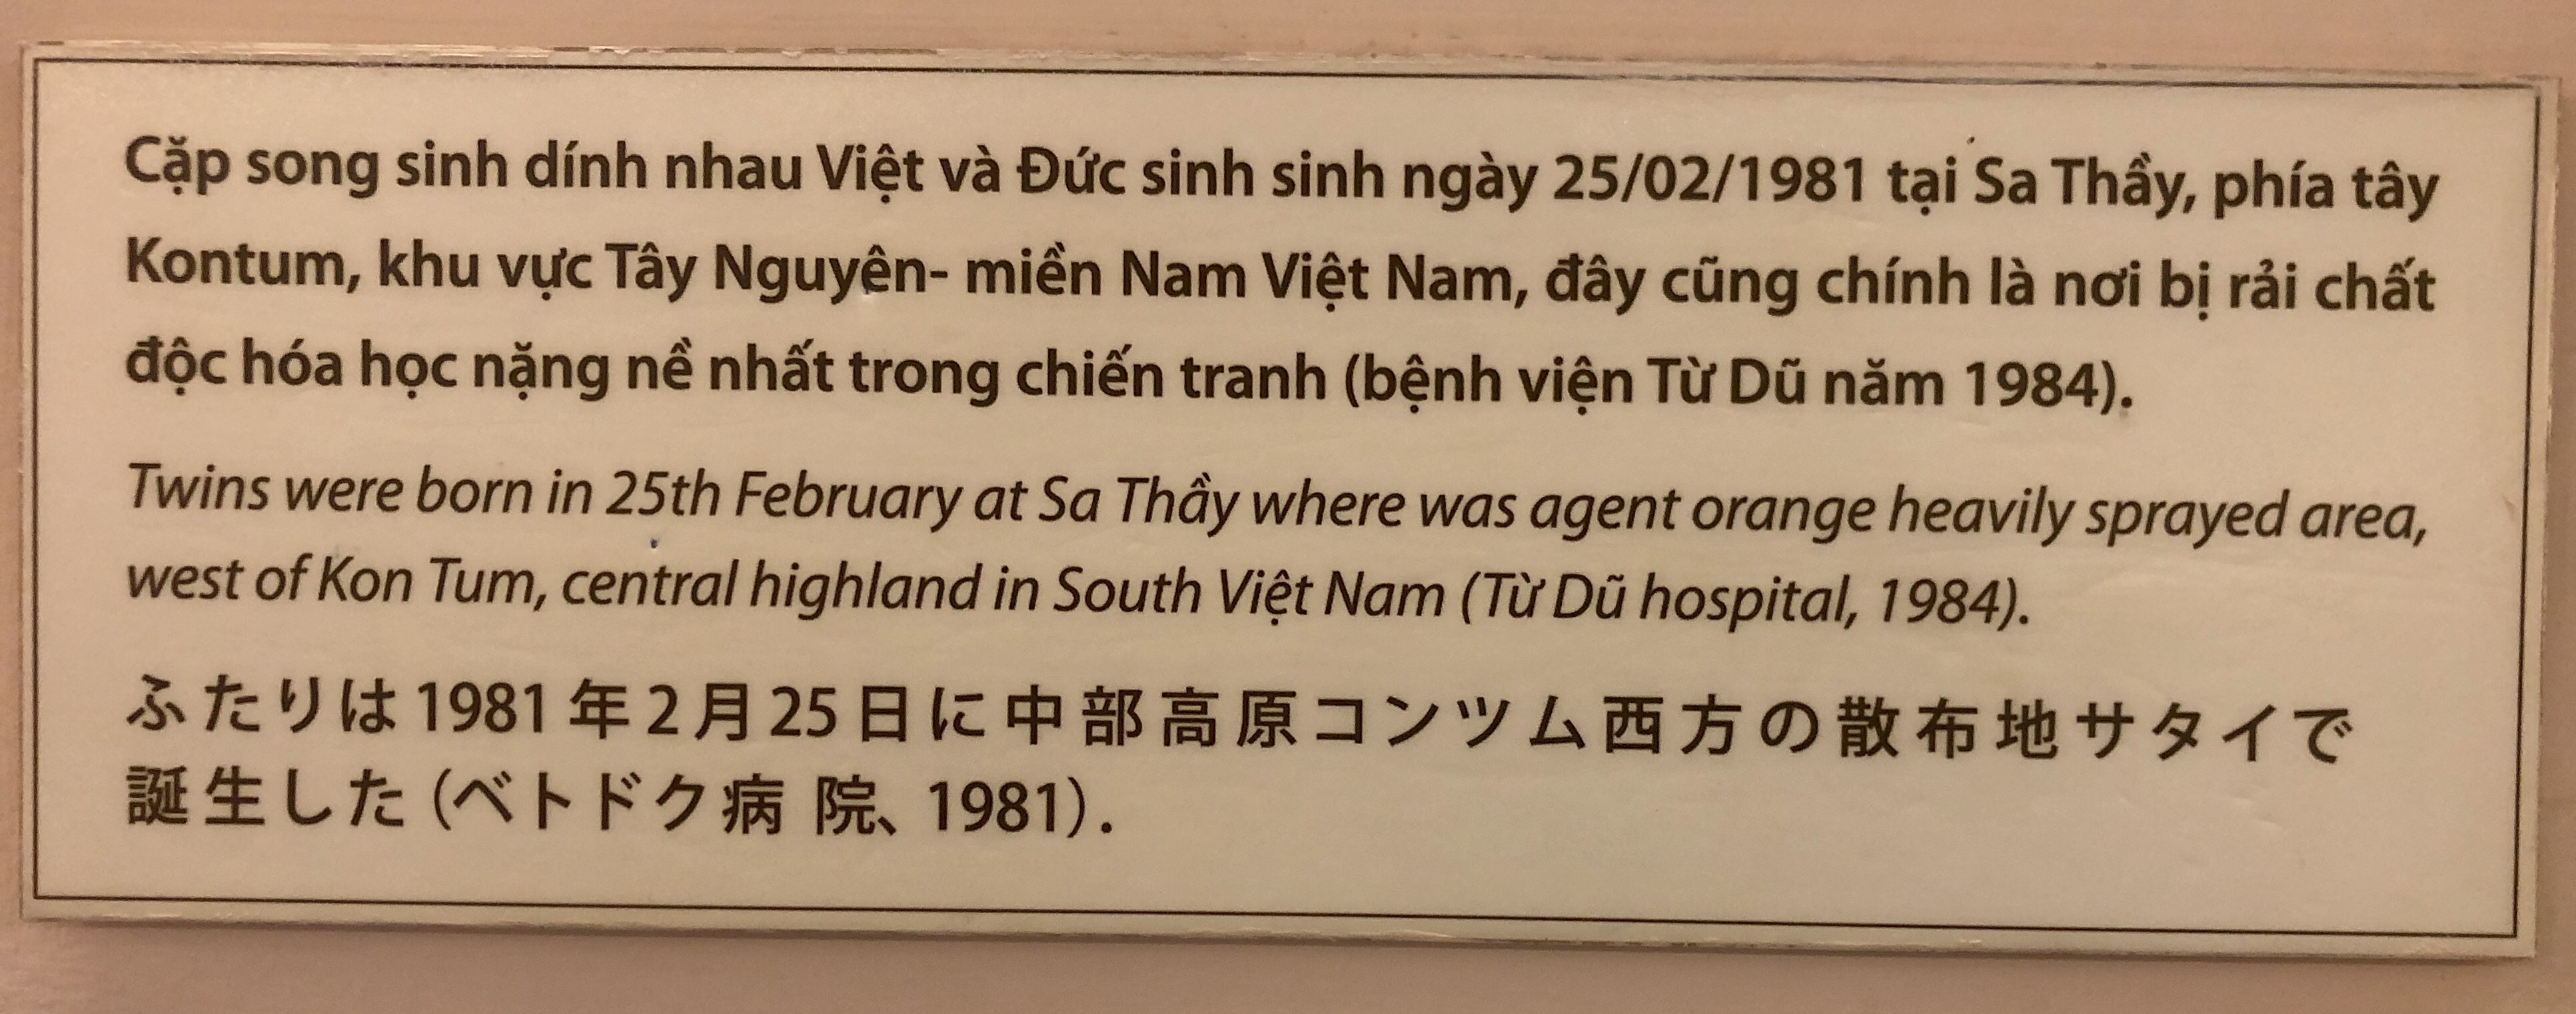 Cặp song sinh dính nhau Việt và Đức sinh sinh ngày 25/02/1981 tại Sa Thầy, phía tây
Kontum, khu vực Tây Nguyên- miền Nam Việt Nam, đây cũng chính là nơi bị rải chất
độc hóa học nặng nề nhất trong chiến tranh (bệnh viện Từ Dũ năm 1984).
Twins were born in 25th February at Sa Thầy where was agent orange heavily sprayed area,
west of Kon Tum, central highland in South Việt Nam (Từ Dũ hospital, 1984).
ふたりは1981年2月25日に中部高原コンツム西方の散布地サタイで
誕生した(ベトドク病 院、1981).